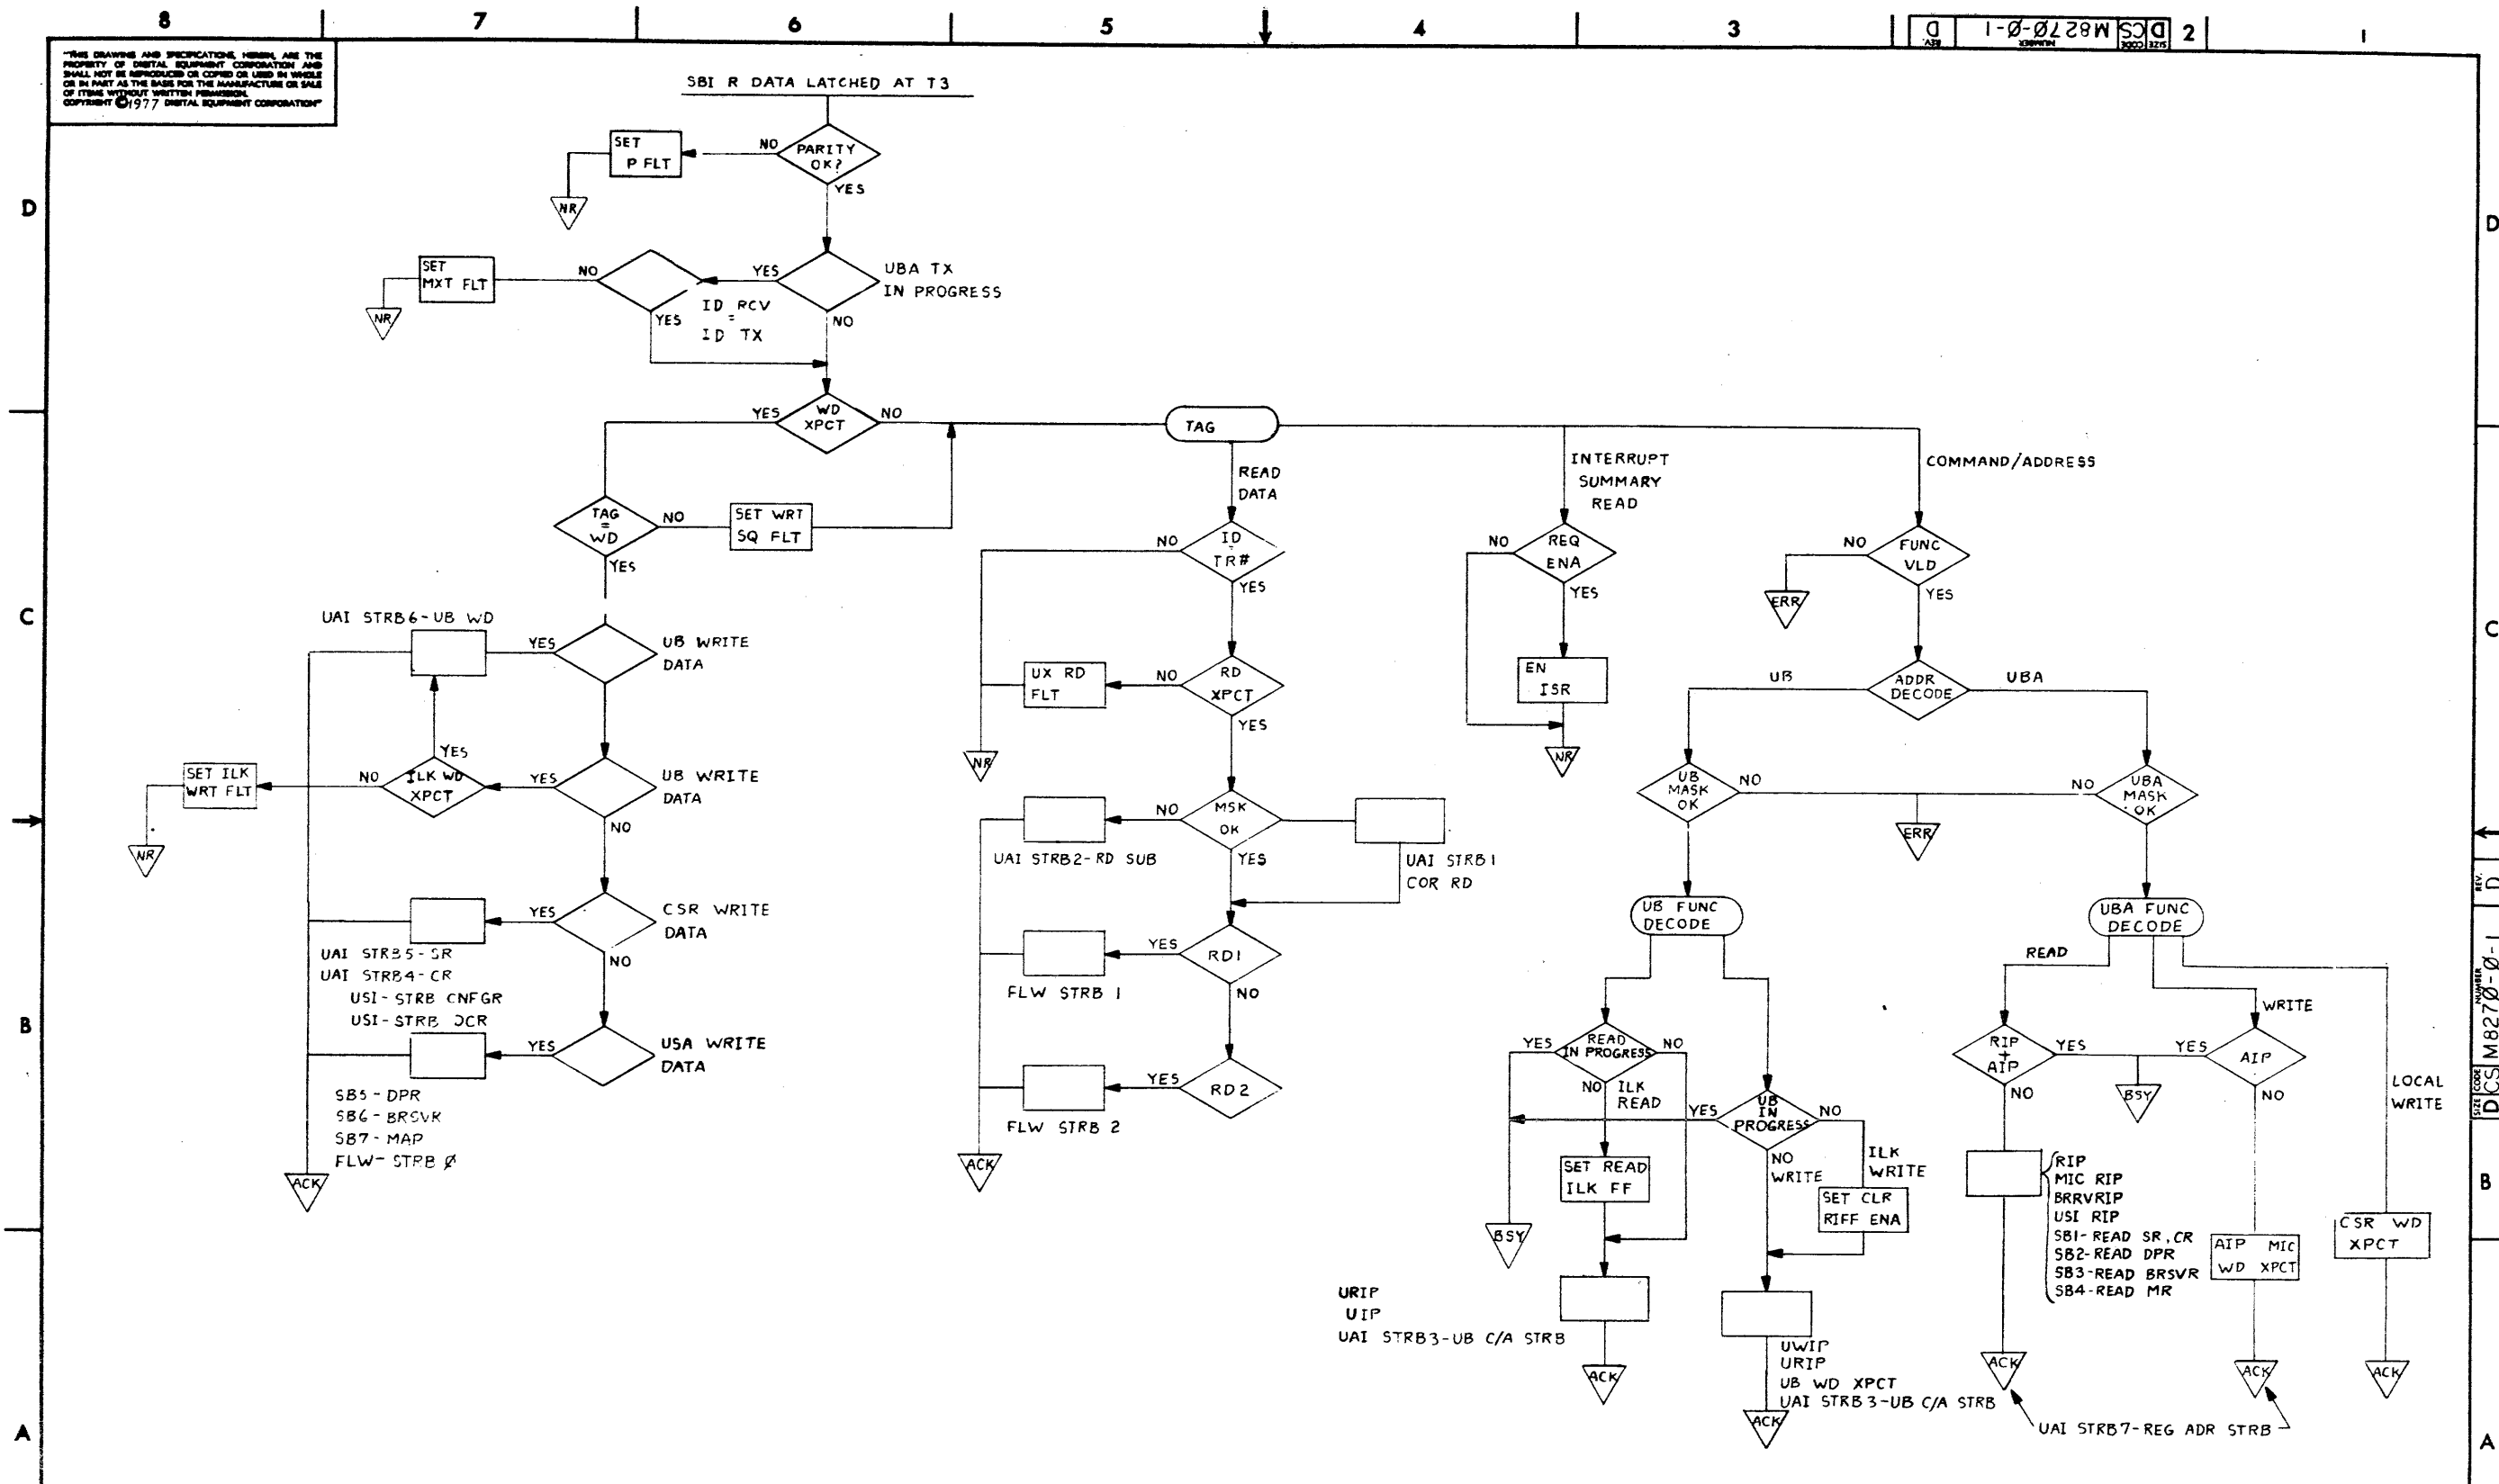 8 7 6 5 4 3 2 1
SIZE CODE NUMBER REV.
D CS M8270-0-1 D
"THIS DRAWING AND SPECIFICATIONS, HEREIN, ARE THE
PROPERTY OF DIGITAL EQUIPMENT CORPORATION AND
SHALL NOT BE REPRODUCED OR COPIED OR USED IN WHOLE
OR IN PART AS THE BASIS FOR THE MANUFACTURE OR SALE
OF ITEMS WITHOUT WRITTEN PERMISSION.
COPYRIGHT © 1977 DIGITAL EQUIPMENT CORPORATION"
SBI R DATA LATCHED AT T3
PARITY
OK?
NO
YES
SET
P FLT
NR
D
D
UBA TX
IN PROGRESS
YES
NO
ID RCV
=
ID TX
NO
YES
SET
MXT FLT
NR
WD
XPCT
YES
NO
TAG
=
WD
NO
YES
SET WRT
SQ FLT
C
C
UAI STRB6-UB WD
YES
UB WRITE
DATA
UB WRITE
DATA
YES
NO
ILK WD
XPCT
YES
NO
SET ILK
WRT FLT
NR
CSR WRITE
DATA
YES
NO
UAI STRB5-SR
UAI STRB4-CR
USI-STRB CNFGR
USI-STRB DCR
USA WRITE
DATA
YES
SB5-DPR
SB6-BRSVR
SB7-MAP
FLW-STRB Ø
ACK
B
TAG
READ
DATA
ID
=
TR#
NO
YES
RD
XPCT
NO
YES
UX RD
FLT
NR
MSK
OK
NO
YES
UAI STRB2-RD SUB
UAI STRB1
COR RD
RD1
YES
NO
FLW STRB 1
RD2
YES
FLW STRB 2
ACK
INTERRUPT
SUMMARY
READ
REQ
ENA
NO
YES
EN
ISR
NR
COMMAND/ADDRESS
FUNC
VLD
NO
YES
ERR
ADDR
DECODE
UB
UBA
UB
MASK
OK
NO
UBA
MASK
OK
NO
ERR
UB FUNC
DECODE
READ
IN PROGRESS
YES
NO
NO
ILK
READ
SET READ
ILK FF
UB
IN
PROGRESS
YES
NO
NO
WRITE
ILK
WRITE
SET CLR
RIFF ENA
BSY
URIP
UIP
UAI STRB3-UB C/A STRB
ACK
UWIP
URIP
UB WD XPCT
UAI STRB3-UB C/A STRB
ACK
UBA FUNC
DECODE
READ
WRITE
LOCAL
WRITE
RIP
+
AIP
YES
NO
AIP
YES
NO
BSY
RIP
MIC RIP
BRRVRIP
USI RIP
SB1-READ SR,CR
SB2-READ DPR
SB3-READ BRSVR
SB4-READ MR
AIP MIC
WD XPCT
CSR WD
XPCT
ACK
ACK
ACK
UAI STRB7-REG ADR STRB
B
A
A
SIZE CODE NUMBER REV.
D CS M827Ø-Ø-1 D